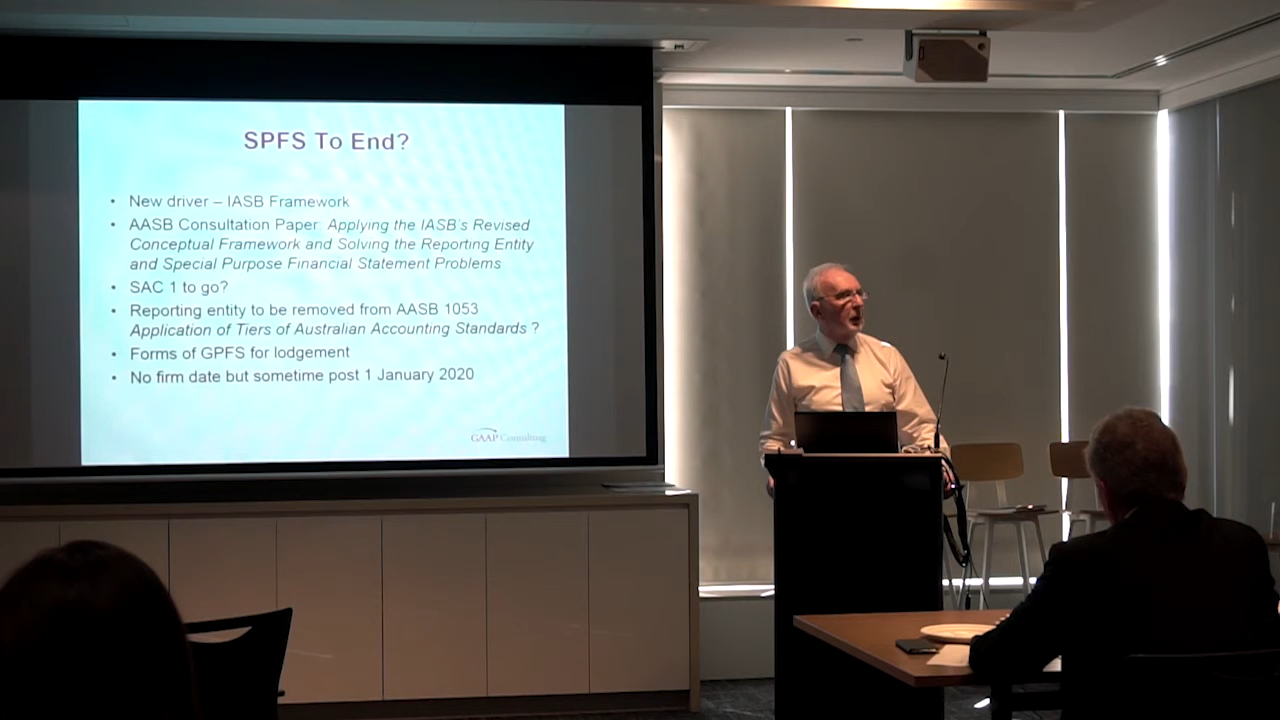 SPFS To End?
• New driver – IASB Framework
• AASB Consultation Paper: Applying the IASB's Revised
Conceptual Framework and Solving the Reporting Entity
and Special Purpose Financial Statement Problems
• SAC 1 to go?
• Reporting entity to be removed from AASB 1053
Application of Tiers of Australian Accounting Standards ?
• Forms of GPFS for lodgement
• No firm date but sometime post 1 January 2020
GAAP Consulting